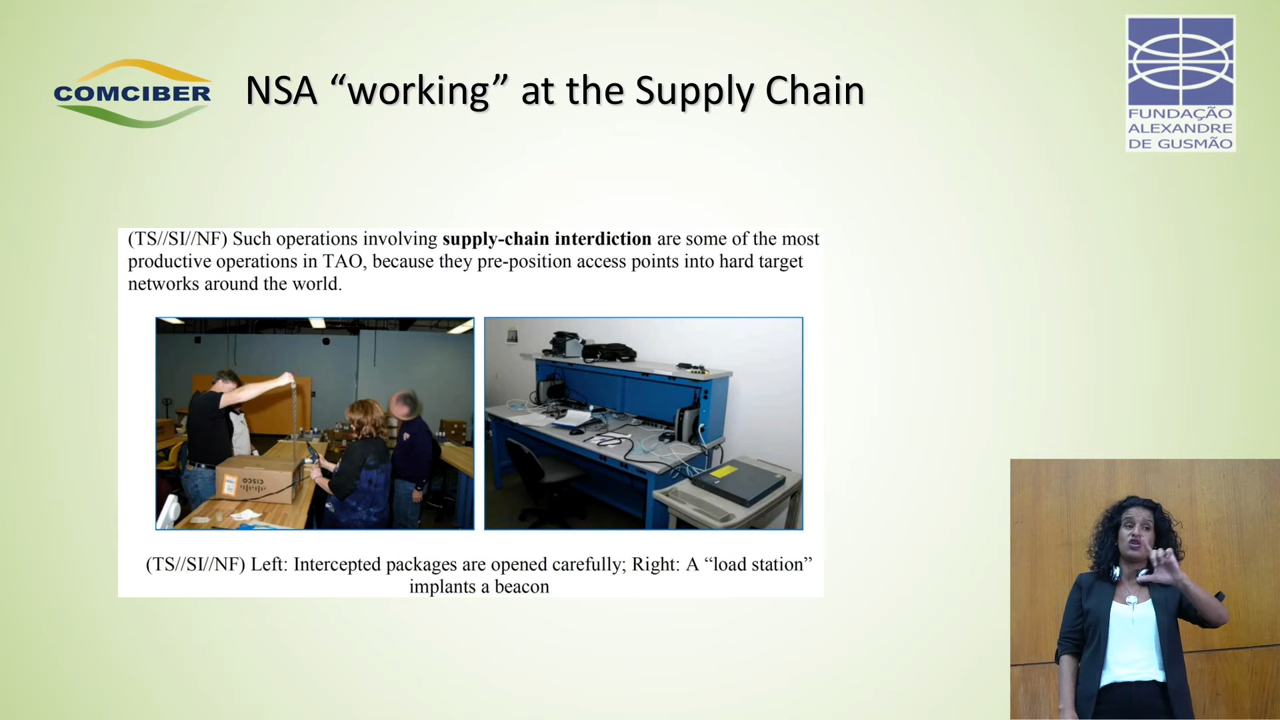 COMCIBER
NSA “working” at the Supply Chain
FUNDAÇÃO
ALEXANDRE
DE GUSMÃO
(TS//SI//NF) Such operations involving supply-chain interdiction are some of the most
productive operations in TAO, because they pre-position access points into hard target
networks around the world.
CISCO
(TS//SI//NF) Left: Intercepted packages are opened carefully; Right: A “load station”
implants a beacon